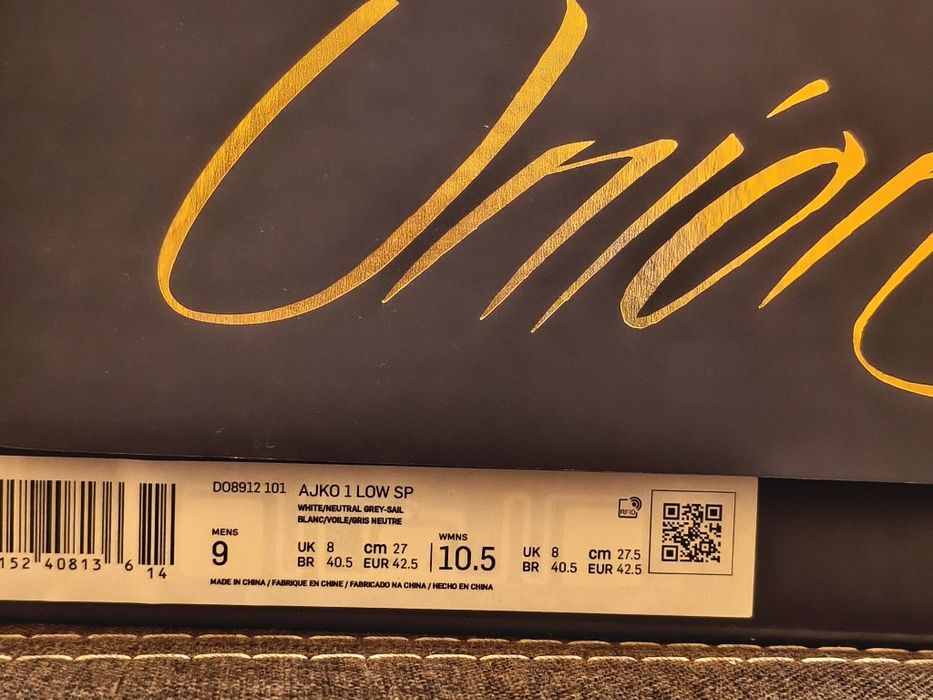 Union
DO8912 101 AJKO 1 LOW SP
WHITE/NEUTRAL GREY-SAIL
BLANC/VOILE/GRIS NEUTRE
RFID
MENS
9
UK 8 cm 27
BR 40.5 EUR 42.5
WMNS
10.5
UK 8 cm 27.5
BR 40.5 EUR 42.5
152 40813 6
14
MADE IN CHINA / FABRIQUE EN CHINE / FABRICADO NA CHINA / HECHO EN CHINA